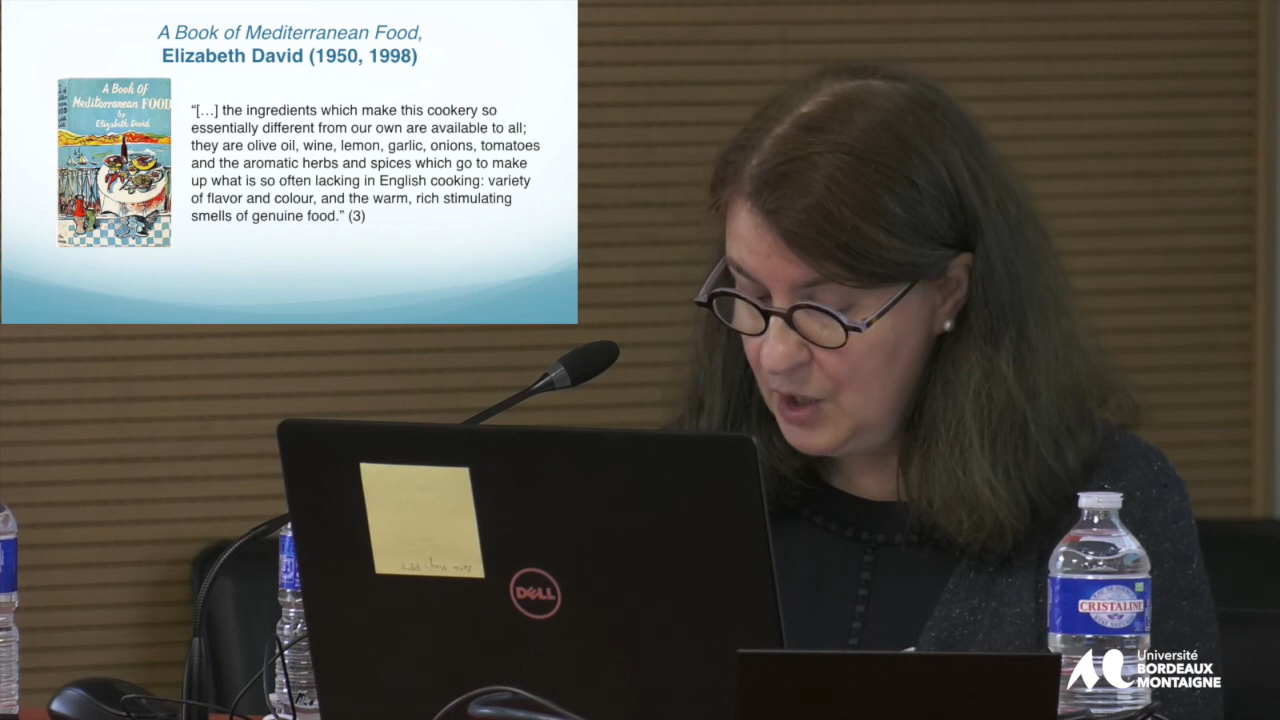 A Book of Mediterranean Food,
Elizabeth David (1950, 1998)
A Book Of
Mediterranean FOOD
by
Elizabeth David
“[…] the ingredients which make this cookery so
essentially different from our own are available to all;
they are olive oil, wine, lemon, garlic, onions, tomatoes
and the aromatic herbs and spices which go to make
up what is so often lacking in English cooking: variety
of flavor and colour, and the warm, rich stimulating
smells of genuine food.” (3)
DELL
CRISTALINE
Université
BORDEAUX
MONTAIGNE